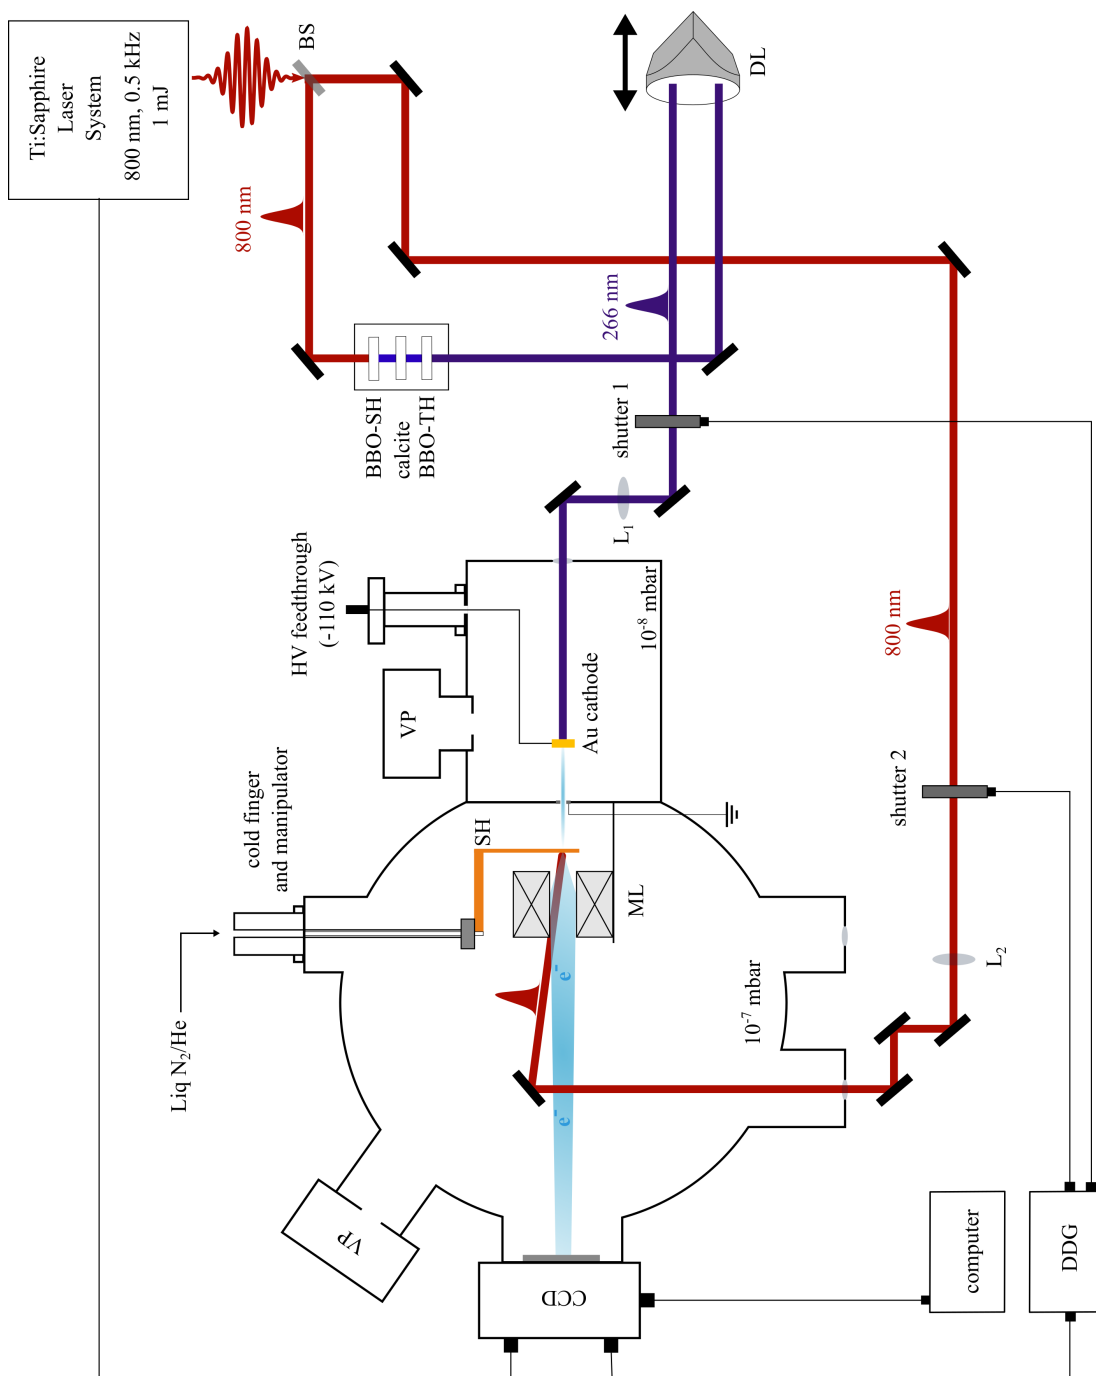 Ti:Sapphire
Laser
System
800 nm, 0.5 kHz
1 mJ
BS
DL
800 nm
266 nm
BBO-SH
calcite
BBO-TH
shutter 1
L₁
HV feedthrough
(-110 kV)
VP
10⁻⁸ mbar
Au cathode
800 nm
cold finger
and manipulator
SH
ML
shutter 2
Liq N₂/He
e⁻
10⁻⁷ mbar
L₂
e⁻
VP
CCD
computer
DDG